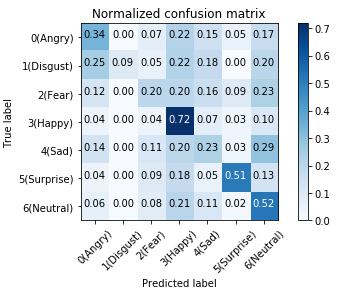 Normalized confusion matrix
True label
0(Angry) 0.34 0.00 0.07 0.22 0.15 0.05 0.17
1(Disgust) 0.25 0.09 0.05 0.22 0.18 0.00 0.20
2(Fear) 0.12 0.00 0.20 0.20 0.16 0.09 0.23
3(Happy) 0.04 0.00 0.04 0.72 0.07 0.03 0.10
4(Sad) 0.14 0.00 0.11 0.20 0.23 0.03 0.29
5(Surprise) 0.04 0.00 0.09 0.18 0.05 0.51 0.13
6(Neutral) 0.06 0.00 0.08 0.21 0.11 0.02 0.52
0(Angry) 1(Disgust) 2(Fear) 3(Happy) 4(Sad) 5(Surprise) 6(Neutral)
Predicted label
0.7
0.6
0.5
0.4
0.3
0.2
0.1
0.0